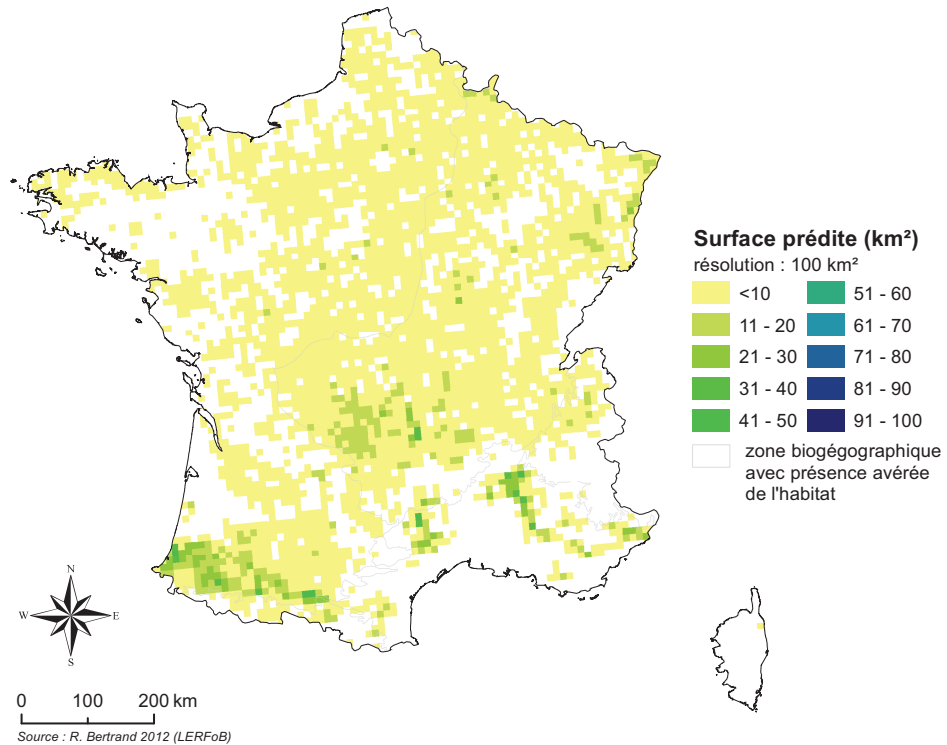 Surface prédite (km²)
résolution : 100 km²
<10
11 - 20
21 - 30
31 - 40
41 - 50
51 - 60
61 - 70
71 - 80
81 - 90
91 - 100
zone biogégographique
avec présence avérée
de l'habitat
N
W
E
S
0 100 200 km
Source : R. Bertrand 2012 (LERFoB)